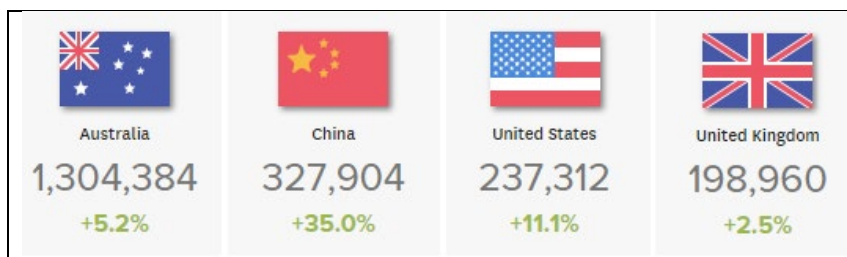 Australia
1,304,384
+5.2%
China
327,904
+35.0%
United States
237,312
+11.1%
United Kingdom
198,960
+2.5%